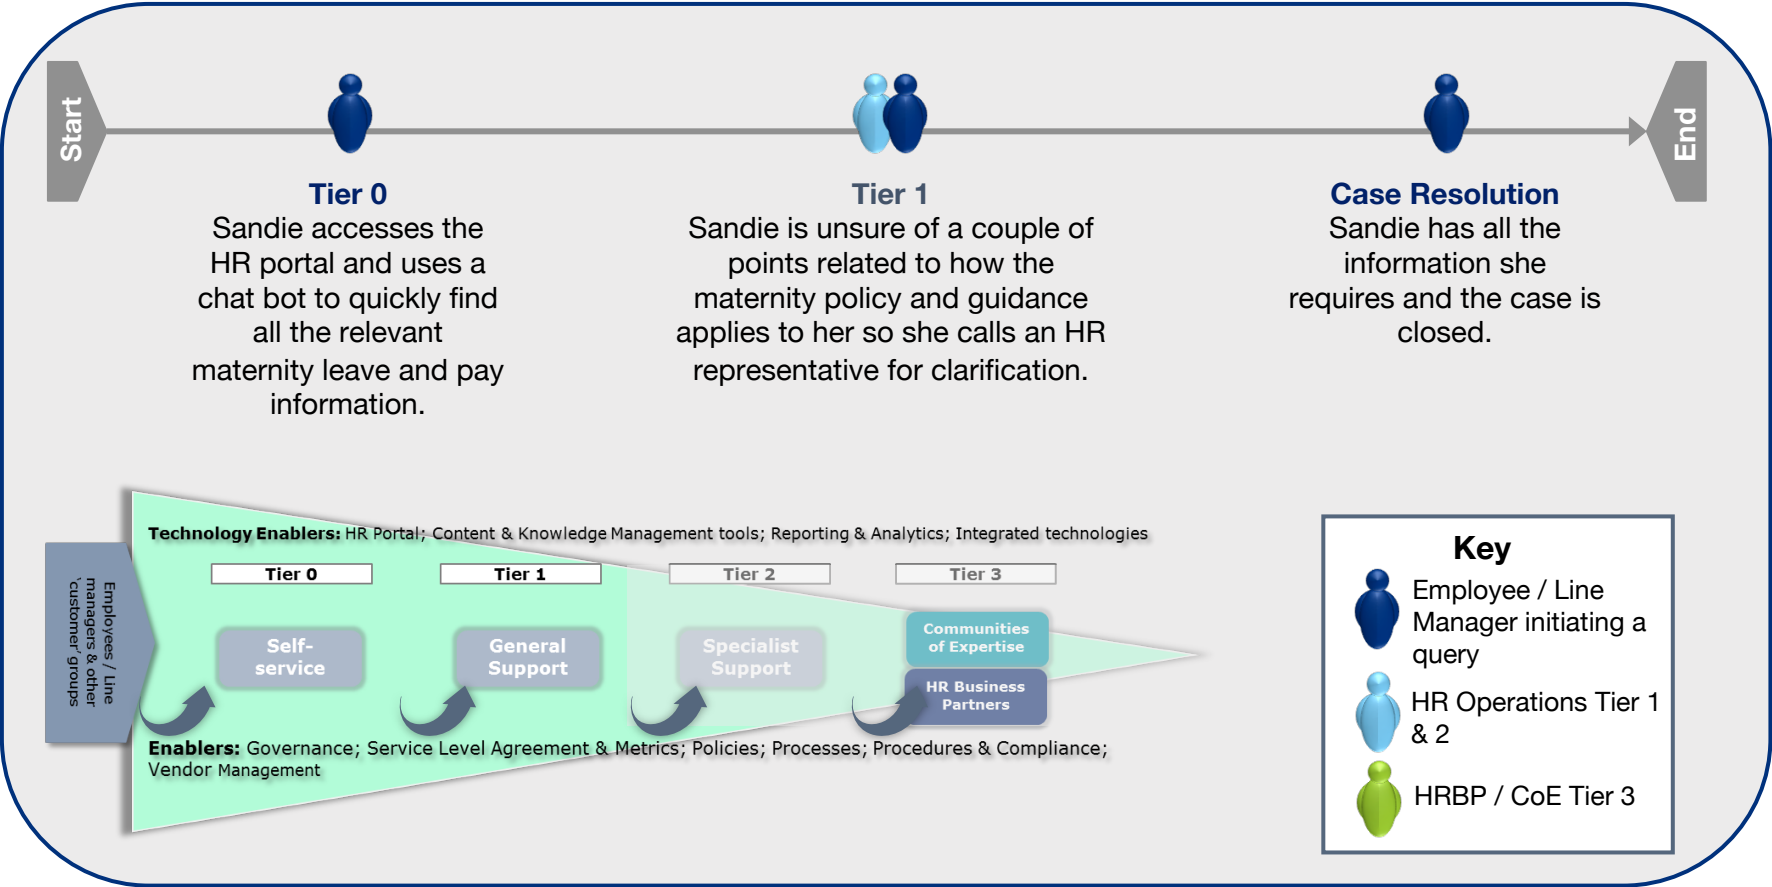 Start
End
Tier 0
Sandie accesses the
HR portal and uses a
chat bot to quickly find
all the relevant
maternity leave and pay
information.
Tier 1
Sandie is unsure of a couple of
points related to how the
maternity policy and guidance
applies to her so she calls an HR
representative for clarification.
Case Resolution
Sandie has all the
information she
requires and the case is
closed.
Technology Enablers: HR Portal; Content & Knowledge Management tools; Reporting & Analytics; Integrated technologies
Tier 0
Tier 1
Tier 2
Tier 3
Employees / Line
managers & other
'customer' groups
Self-
service
General
Support
Specialist
Support
Communities
of Expertise
HR Business
Partners
Enablers: Governance; Service Level Agreement & Metrics; Policies; Processes; Procedures & Compliance;
Vendor Management
Key
Employee / Line
Manager initiating a
query
HR Operations Tier 1
& 2
HRBP / CoE Tier 3